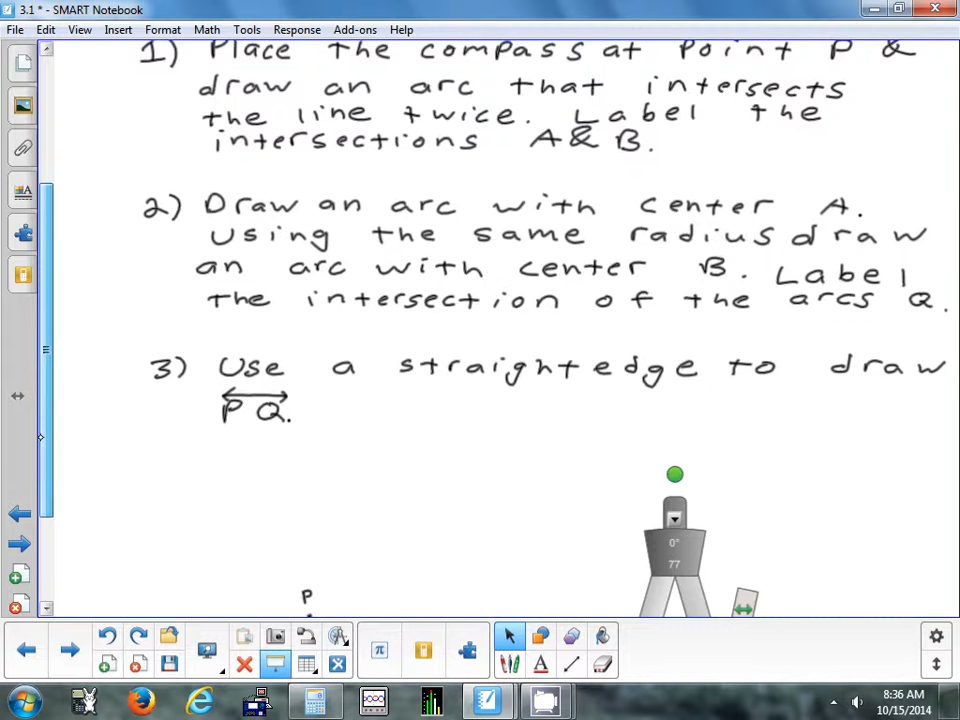 3.1 * - SMART Notebook
File Edit View Insert Format Math Tools Response Add-ons Help
1) Place the compass at point P &
draw an arc that intersects
the line twice. Label the
intersections A & B.
2) Draw an arc with center A.
Using the same radius draw
an arc with center B. Label
the intersection of the arcs Q.
3) Use a straightedge to draw
PQ.
0°
77
P
π
A
8:36 AM
10/15/2014